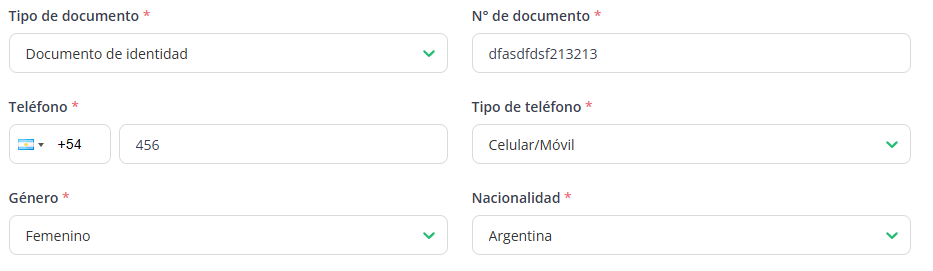 Tipo de documento * N° de documento *
Documento de identidad dfasdfdsf213213
Teléfono * Tipo de teléfono *
+54 456 Celular/Móvil
Género * Nacionalidad *
Femenino Argentina